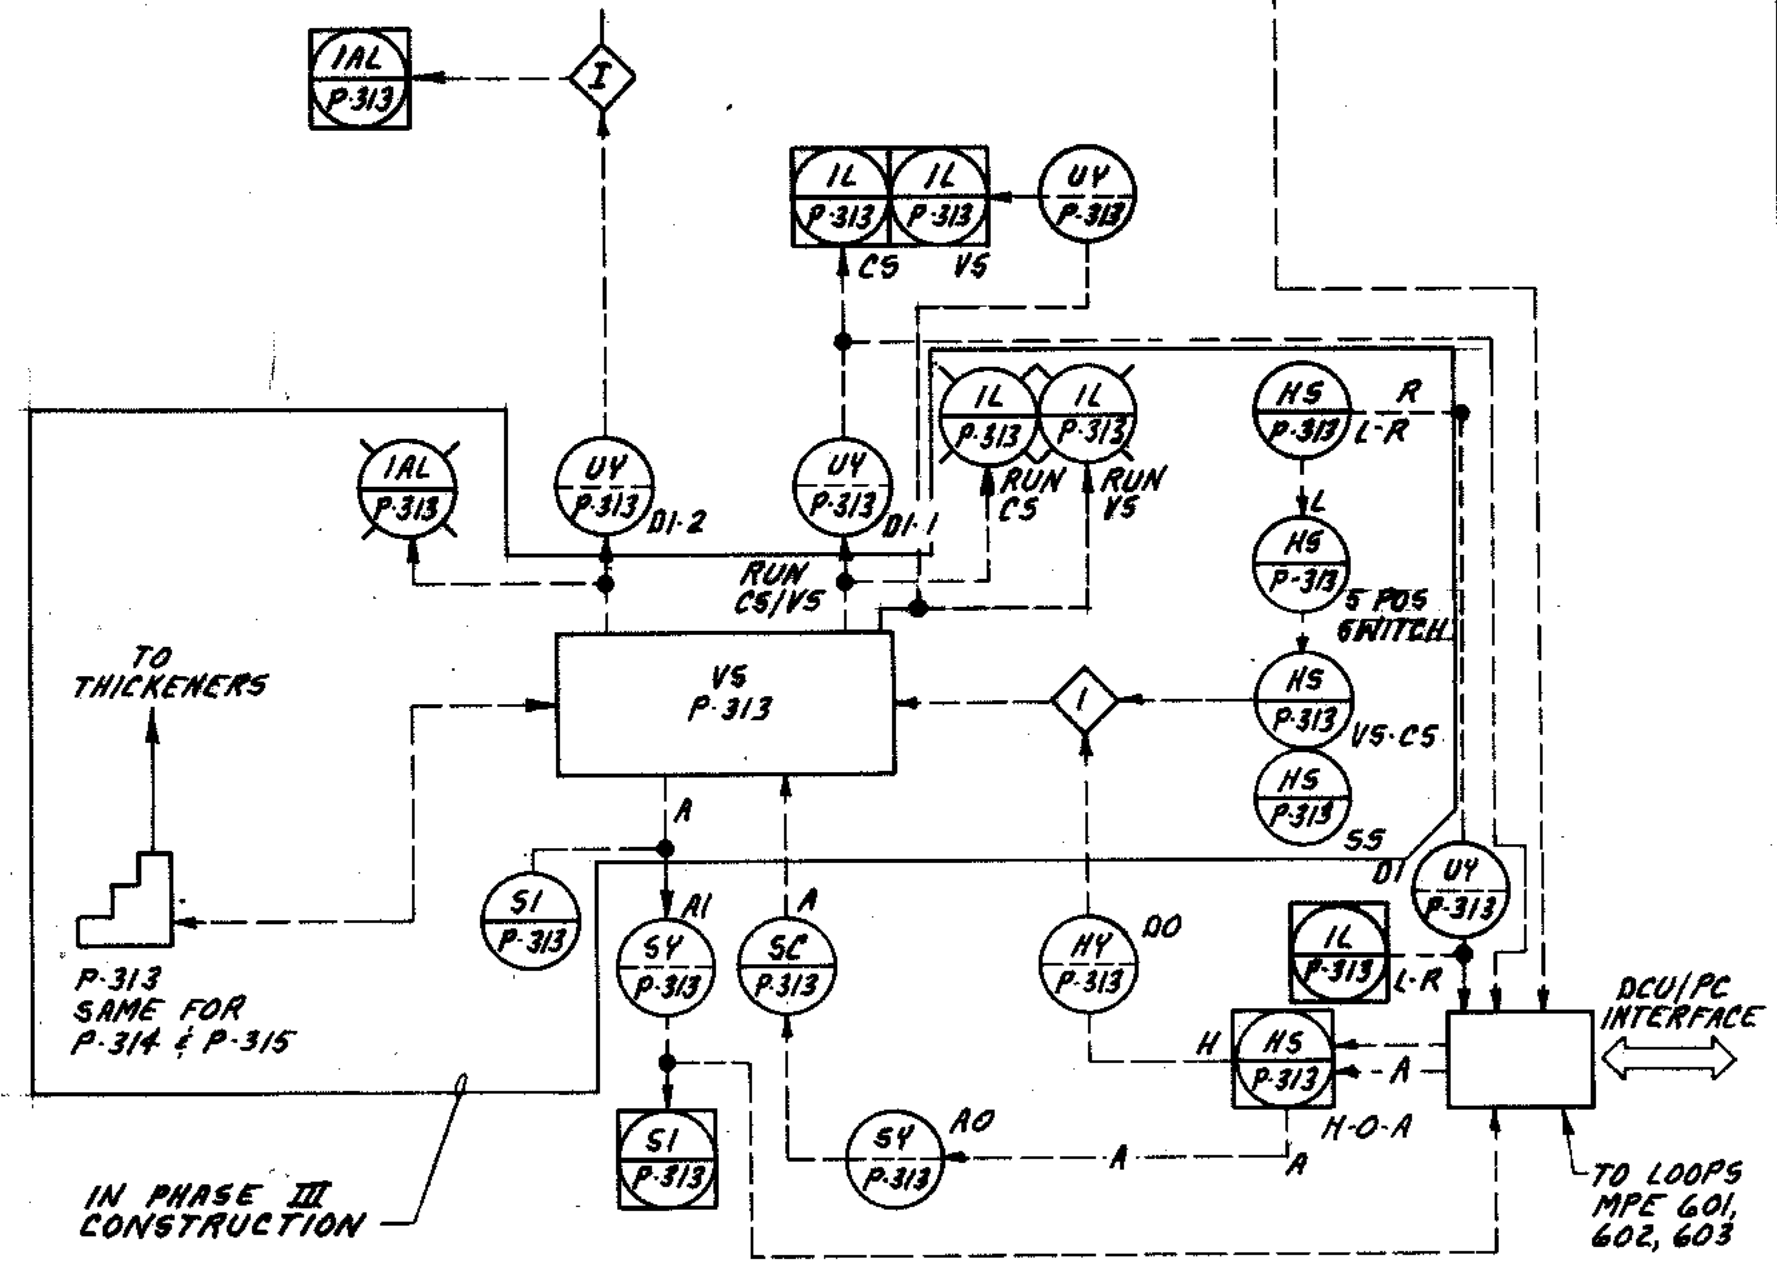 IAL
P-313
I
IL
P-313
IL
P-313
UY
P-313
CS
VS
IL
P-313
IL
P-313
RUN
CS
RUN
VS
HS
P-313
R
L-R
IAL
P-313
UY
P-313
DI-2
UY
P-313
DI-1
L
HS
P-313
5 POS
SWITCH
RUN
CS/VS
TO
THICKENERS
VS
P-313
I
HS
P-313
VS-CS
HS
P-313
SS
A
SI
P-313
AI
SY
P-313
A
SC
P-313
HY
P-313
DO
DI
UY
P-313
IL
P-313
L-R
P-313
SAME FOR
P-314 & P-315
H
HS
P-313
A
H-O-A
DCU/PC
INTERFACE
SI
P-313
SY
P-313
AO
A
A
IN PHASE III
CONSTRUCTION
TO LOOPS
MPE 601,
602, 603